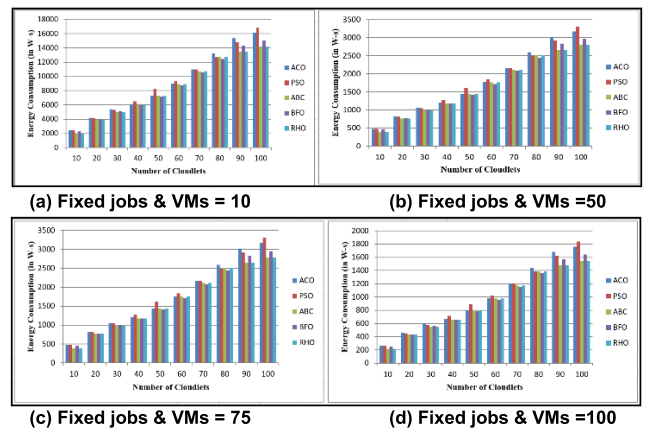 Energy Consumption (in W-s)
18000
16000
14000
12000
10000
8000
6000
4000
2000
0
10 20 30 40 50 60 70 80 90 100
Number of Cloudlets
ACO
PSO
ABC
BFO
RHO
(a) Fixed jobs & VMs = 10
Energy Consumption (in W-s)
3500
3000
2500
2000
1500
1000
500
0
10 20 30 40 50 60 70 80 90 100
Number of Cloudlets
ACO
PSO
ABC
BFO
RHO
(b) Fixed jobs & VMs =50
Energy Consumption (in W-s)
3500
3000
2500
2000
1500
1000
500
0
10 20 30 40 50 60 70 80 90 100
Number of Cloudlets
ACO
PSO
ABC
BFO
RHO
(c) Fixed jobs & VMs = 75
Energy Consumption (in W-s)
2000
1800
1600
1400
1200
1000
800
600
400
200
0
10 20 30 40 50 60 70 80 90 100
Number of Cloudlets
ACO
PSO
ABC
BFO
RHO
(d) Fixed jobs & VMs =100